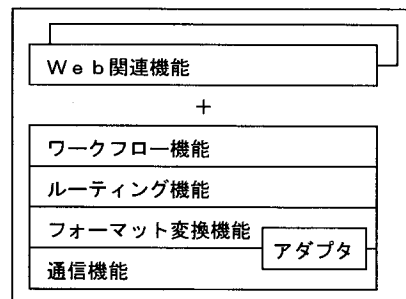 Ｗｅｂ関連機能
＋
ワークフロー機能
ルーティング機能
フォーマット変換機能
アダプタ
通信機能